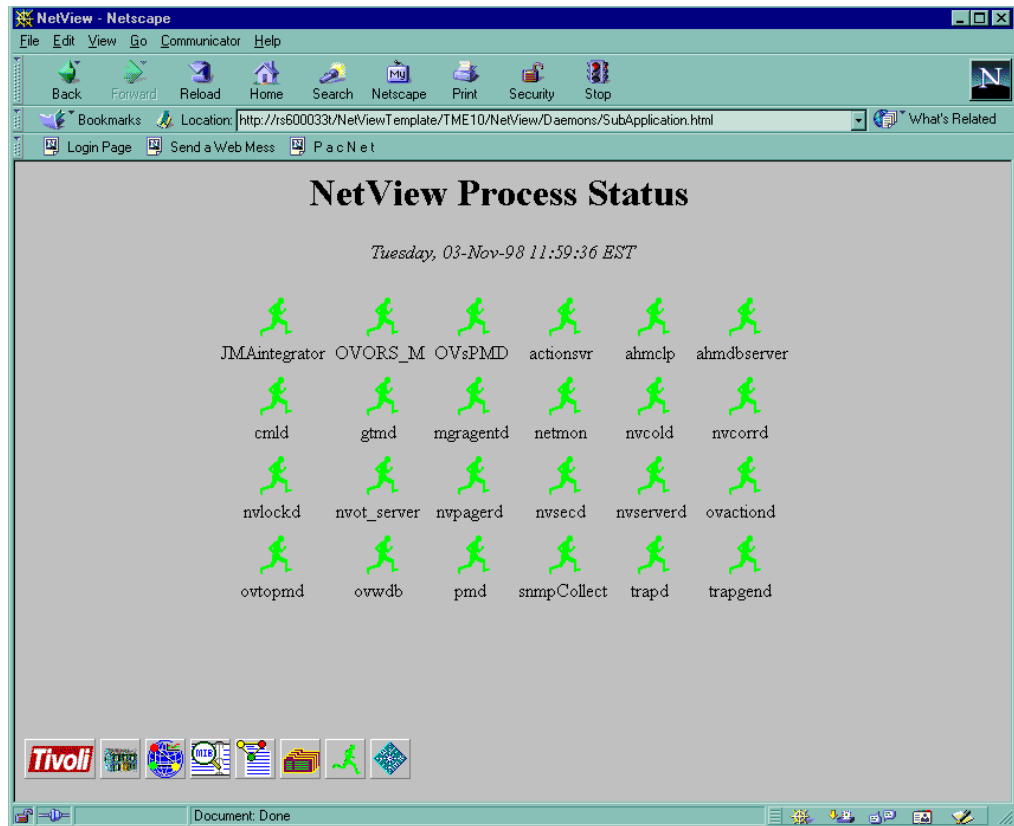 NetView - Netscape
File Edit View Go Communicator Help
My
N
Back Forward Reload Home Search Netscape Print Security Stop
Bookmarks Location: http://rs600033t/NetViewTemplate/TME10/NetView/Daemons/SubApplication.html What's Related
Login Page Send a Web Mess P a c N e t
NetView Process Status
Tuesday, 03-Nov-98 11:59:36 EST
JMAintegrator OVORS_M OVsPMD actionsvr ahmclp ahmdbserver
cmld gtmd mgragentd netmon nvcold nvcorrd
nvlockd nvot_server nvpagerd nvsecd nvserverd ovactiond
ovtopmd ovwdb pmd snmpCollect trapd trapgend
Tivoli MIB
Document: Done